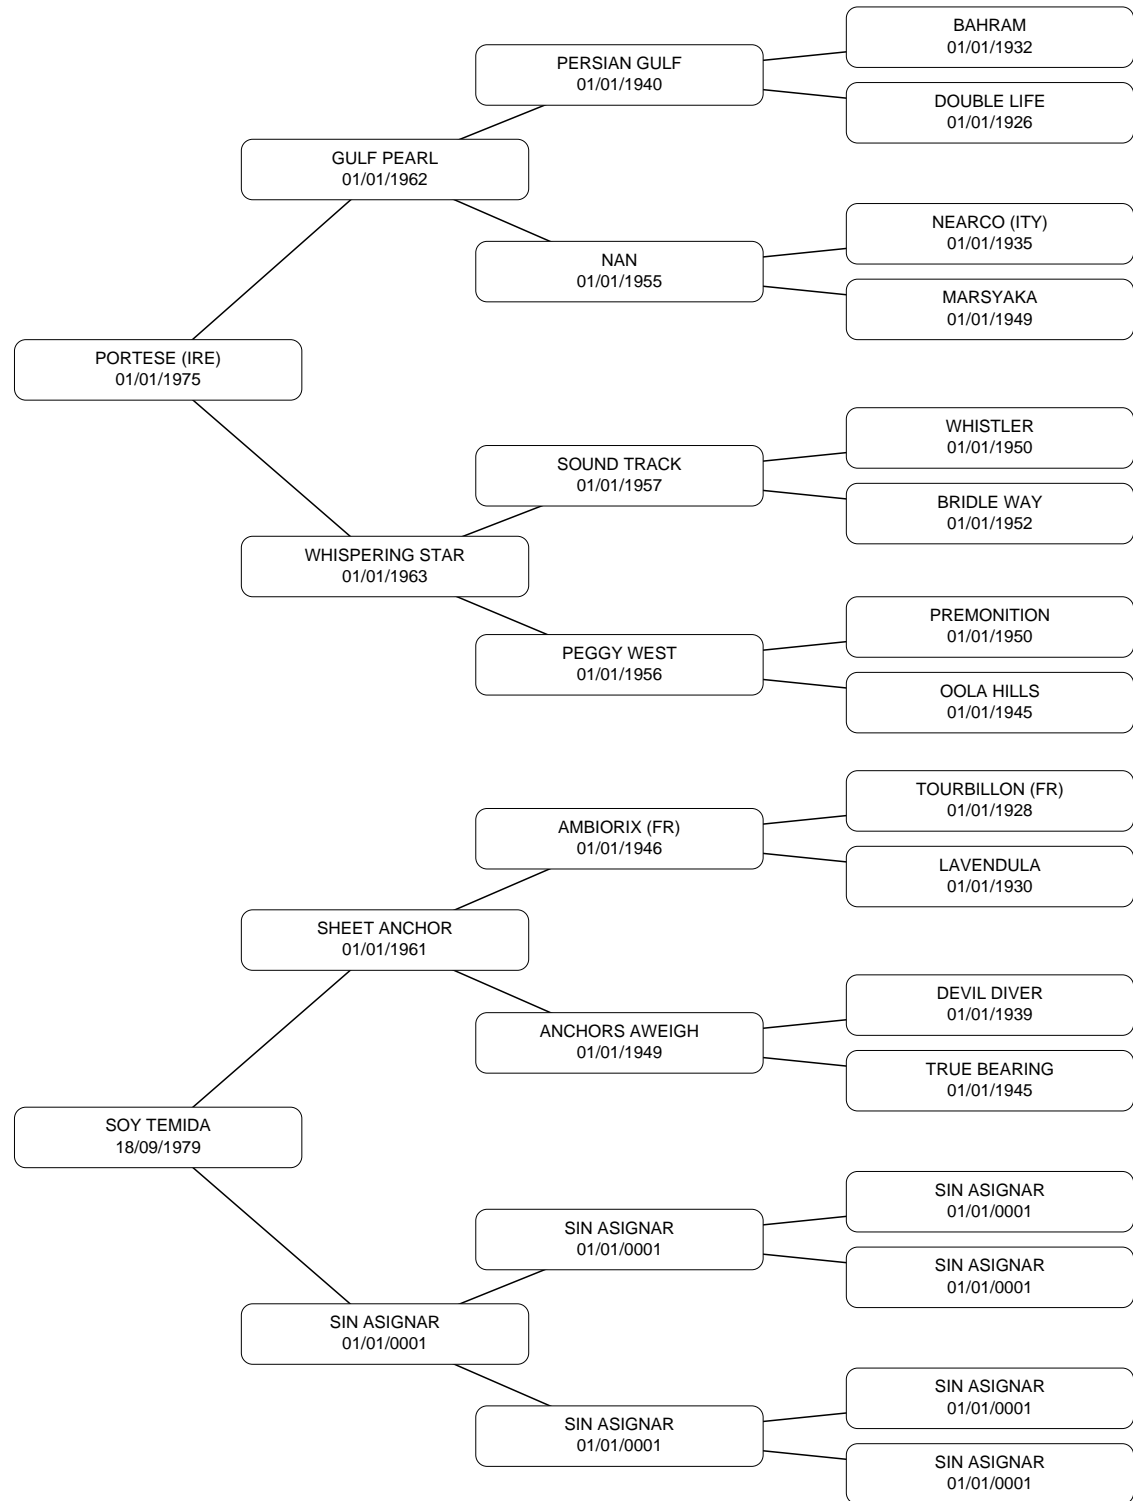 BAHRAM
01/01/1932
PERSIAN GULF
01/01/1940
DOUBLE LIFE
01/01/1926
GULF PEARL
01/01/1962
NEARCO (ITY)
01/01/1935
NAN
01/01/1955
MARSYAKA
01/01/1949
PORTESE (IRE)
01/01/1975
WHISTLER
01/01/1950
SOUND TRACK
01/01/1957
BRIDLE WAY
01/01/1952
WHISPERING STAR
01/01/1963
PREMONITION
01/01/1950
PEGGY WEST
01/01/1956
OOLA HILLS
01/01/1945
TOURBILLON (FR)
01/01/1928
AMBIORIX (FR)
01/01/1946
LAVENDULA
01/01/1930
SHEET ANCHOR
01/01/1961
DEVIL DIVER
01/01/1939
ANCHORS AWEIGH
01/01/1949
TRUE BEARING
01/01/1945
SOY TEMIDA
18/09/1979
SIN ASIGNAR
01/01/0001
SIN ASIGNAR
01/01/0001
SIN ASIGNAR
01/01/0001
SIN ASIGNAR
01/01/0001
SIN ASIGNAR
01/01/0001
SIN ASIGNAR
01/01/0001
SIN ASIGNAR
01/01/0001